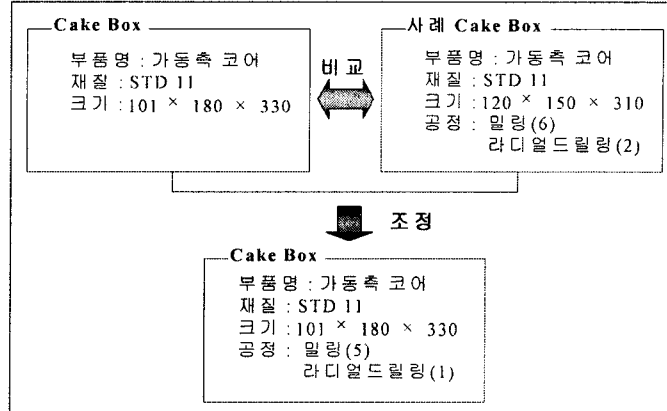 Cake Box
부품명 : 가동측 코어
재질 : STD 11
크기 : 101 × 180 × 330
비교
사례 Cake Box
부품명 : 가동측 코어
재질 : STD 11
크기 : 120 × 150 × 310
공정 : 밀링(6)
라디얼드릴링(2)
조정
Cake Box
부품명 : 가동측 코어
재질 : STD 11
크기 : 101 × 180 × 330
공정 : 밀링(5)
라디얼드릴링(1)